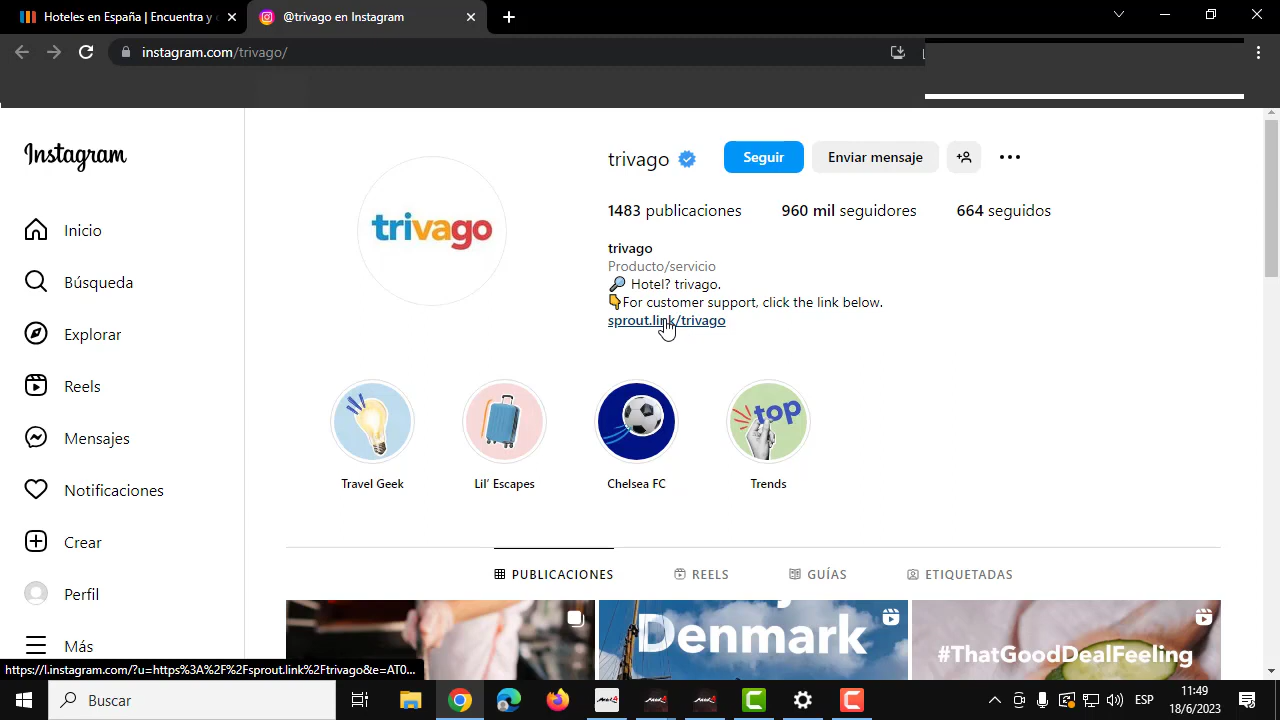 Hoteles en España | Encuentra y
@trivago en Instagram
instagram.com/trivago/
Instagram
trivago
Seguir
Enviar mensaje
1483 publicaciones
960 mil seguidores
664 seguidos
trivago
trivago
Producto/servicio
🔎 Hotel? trivago.
👇For customer support, click the link below.
sprout.link/trivago
Inicio
Búsqueda
Explorar
Reels
Mensajes
Notificaciones
Crear
Perfil
Más
top
Travel Geek
Lil’ Escapes
Chelsea FC
Trends
PUBLICACIONES
REELS
GUÍAS
ETIQUETADAS
Denmark
#ThatGoodDealFeeling
https://l.instagram.com/?u=https%3A%2F%2Fsprout.link%2Ftrivago&e=AT0...
Buscar
ESP
11:49
18/6/2023